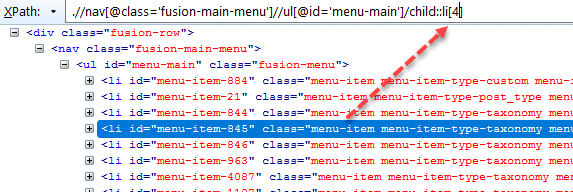 XPath: .//nav[@class='fusion-main-menu']//ul[@id='menu-main']/child::li[4]
<div class="fusion-row">
<nav class="fusion-main-menu">
<ul id="menu-main" class="fusion-menu">
<li id="menu-item-884" class="menu-item menu-item-type-custom menu-i
<li id="menu-item-21" class="menu-item menu-item-type-post_type menu
<li id="menu-item-844" class="menu-item menu-item-type-taxonomy menu
<li id="menu-item-845" class="menu-item menu-item-type-taxonomy menu
<li id="menu-item-846" class="menu-item menu-item-type-taxonomy menu
<li id="menu-item-963" class="menu-item menu-item-type-taxonomy menu
<li id="menu-item-4087" class="menu-item menu-item-type-taxonomy men